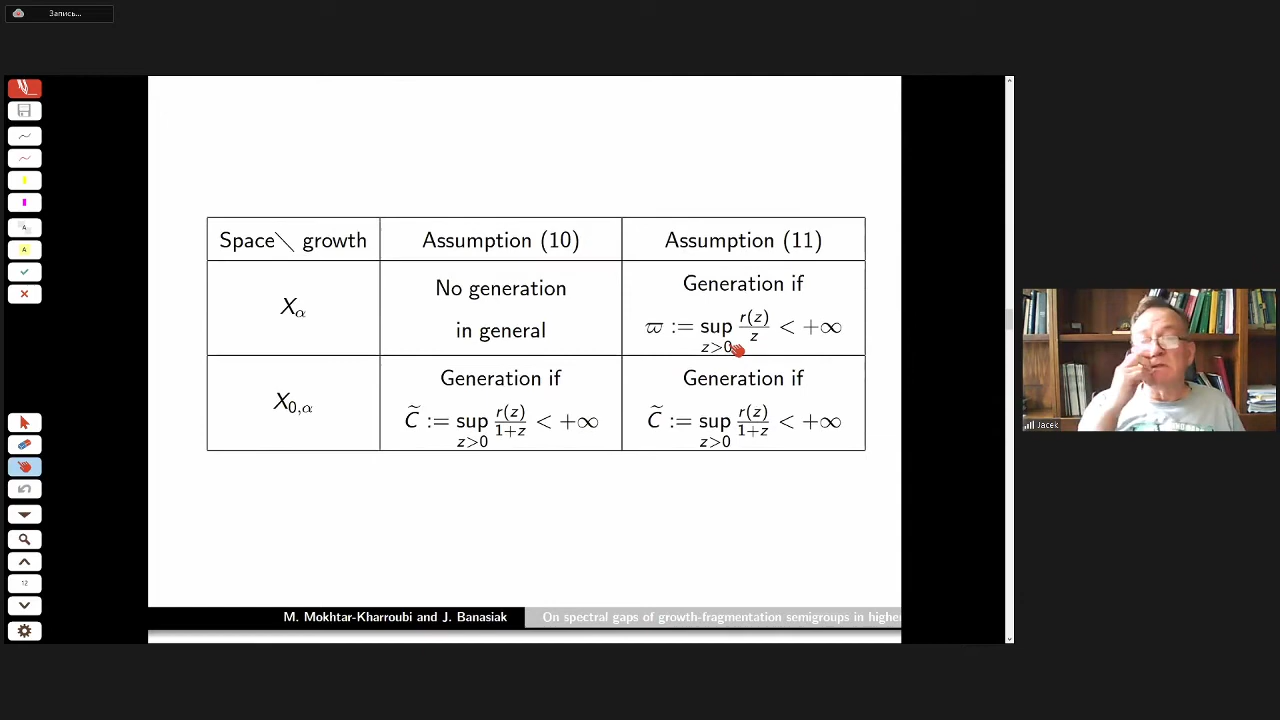 Запись...
Space\ growth
Assumption (10)
Assumption (11)
X_α
No generation
in general
Generation if
ϖ := sup_{z>0} r(z)/z < +∞
X_{0,α}
Generation if
C̃ := sup_{z>0} r(z)/(1+z) < +∞
Generation if
C̃ := sup_{z>0} r(z)/(1+z) < +∞
Jacek
12
M. Mokhtar-Kharroubi and J. Banasiak
On spectral gaps of growth-fragmentation semigroups in higher